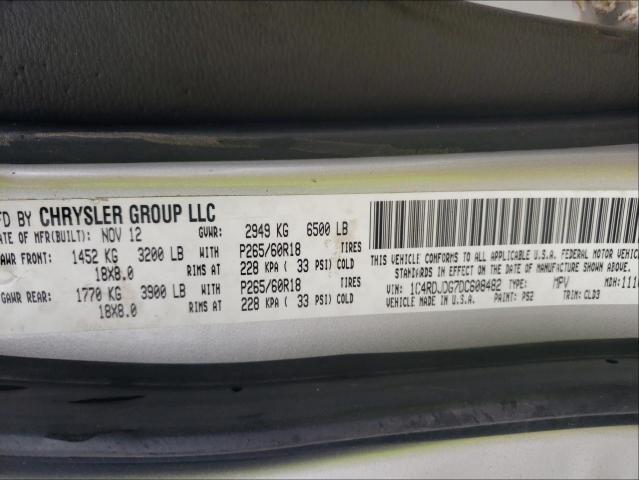 FD BY CHRYSLER GROUP LLC
ATE OF MFR(BUILT): NOV 12 GVWR: 2949 KG 6500 LB
AWR FRONT: 1452 KG 3200 LB WITH P265/60R18 TIRES
18X8.0 RIMS AT 228 KPA ( 33 PSI) COLD
GAWR REAR: 1770 KG 3900 LB WITH P265/60R18 TIRES
18X8.0 RIMS AT 228 KPA ( 33 PSI) COLD
THIS VEHICLE CONFORMS TO ALL APPLICABLE U.S.A. FEDERAL MOTOR VEHIC
STANDARDS IN EFFECT ON THE DATE OF MANUFACTURE SHOWN ABOVE.
VIN: 1C4RDJDG7DC608482 TYPE: MPV MDH: 111
VEHICLE MADE IN U.S.A. PAINT: PS2 TRIM: CLD3